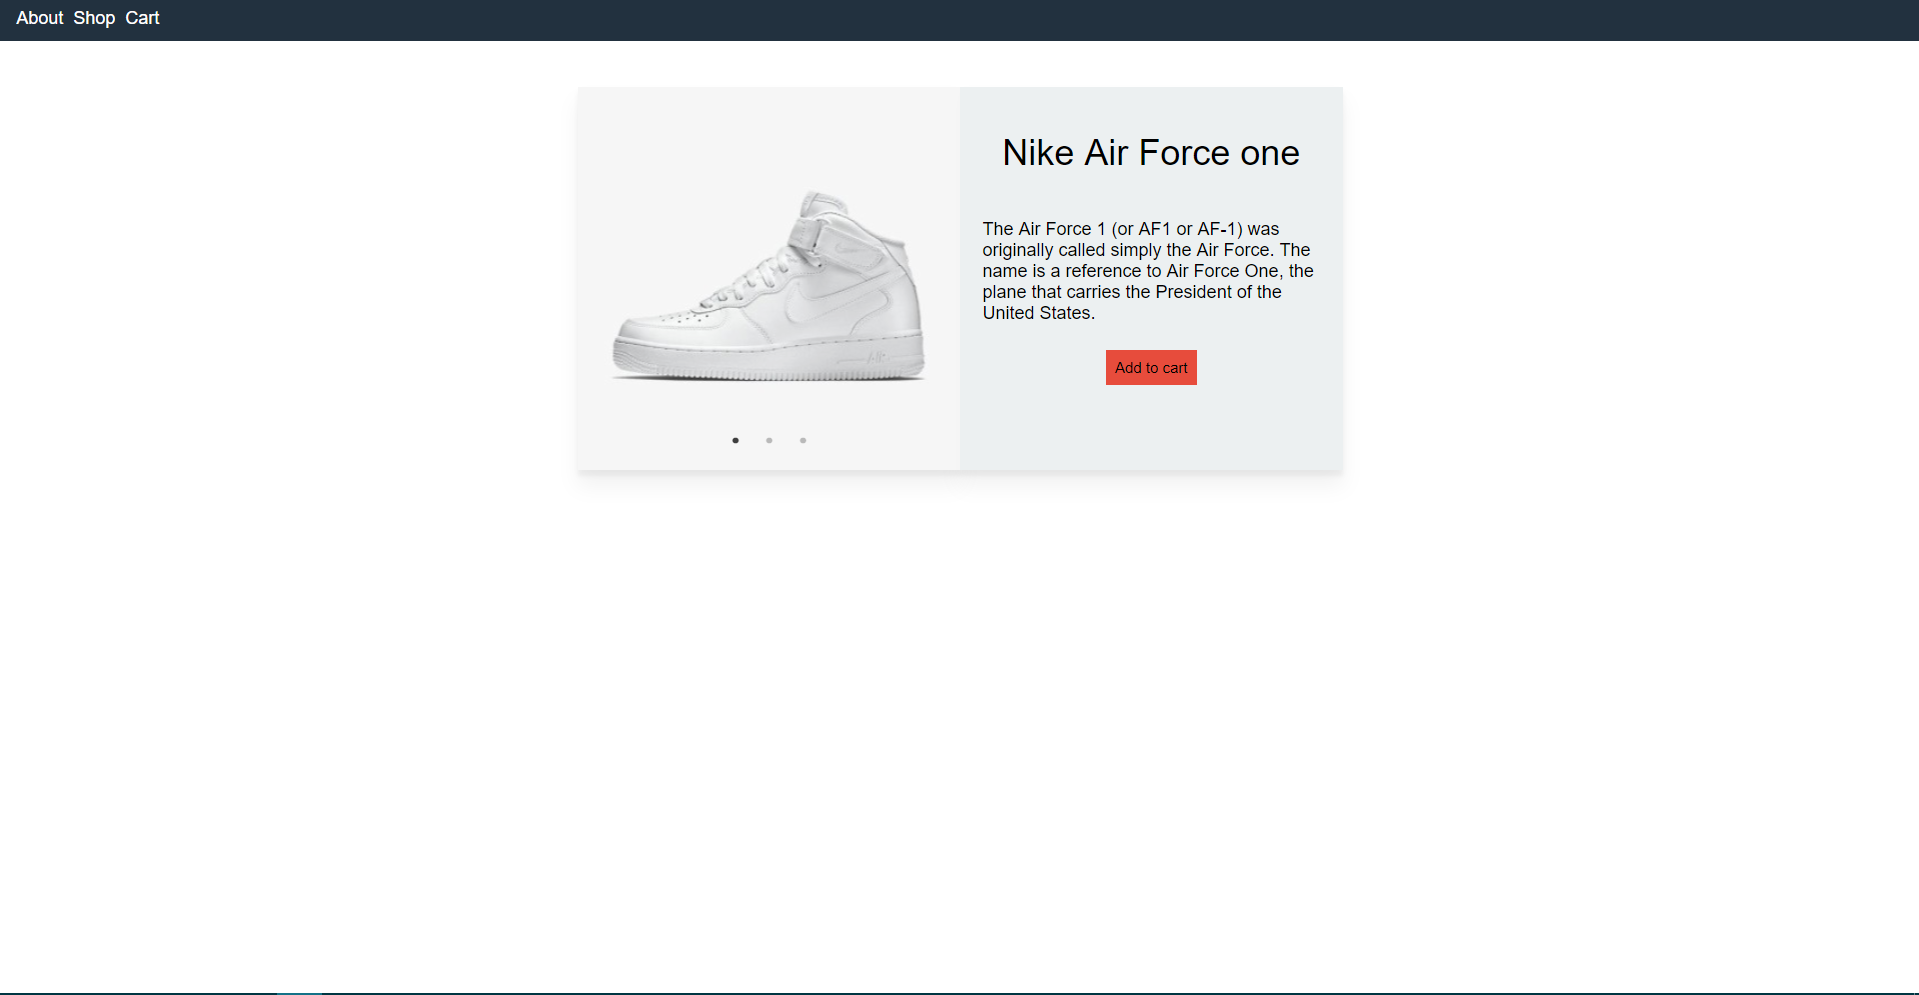 About Shop Cart
Nike Air Force one
The Air Force 1 (or AF1 or AF-1) was
originally called simply the Air Force. The
name is a reference to Air Force One, the
plane that carries the President of the
United States.
AIR
Add to cart